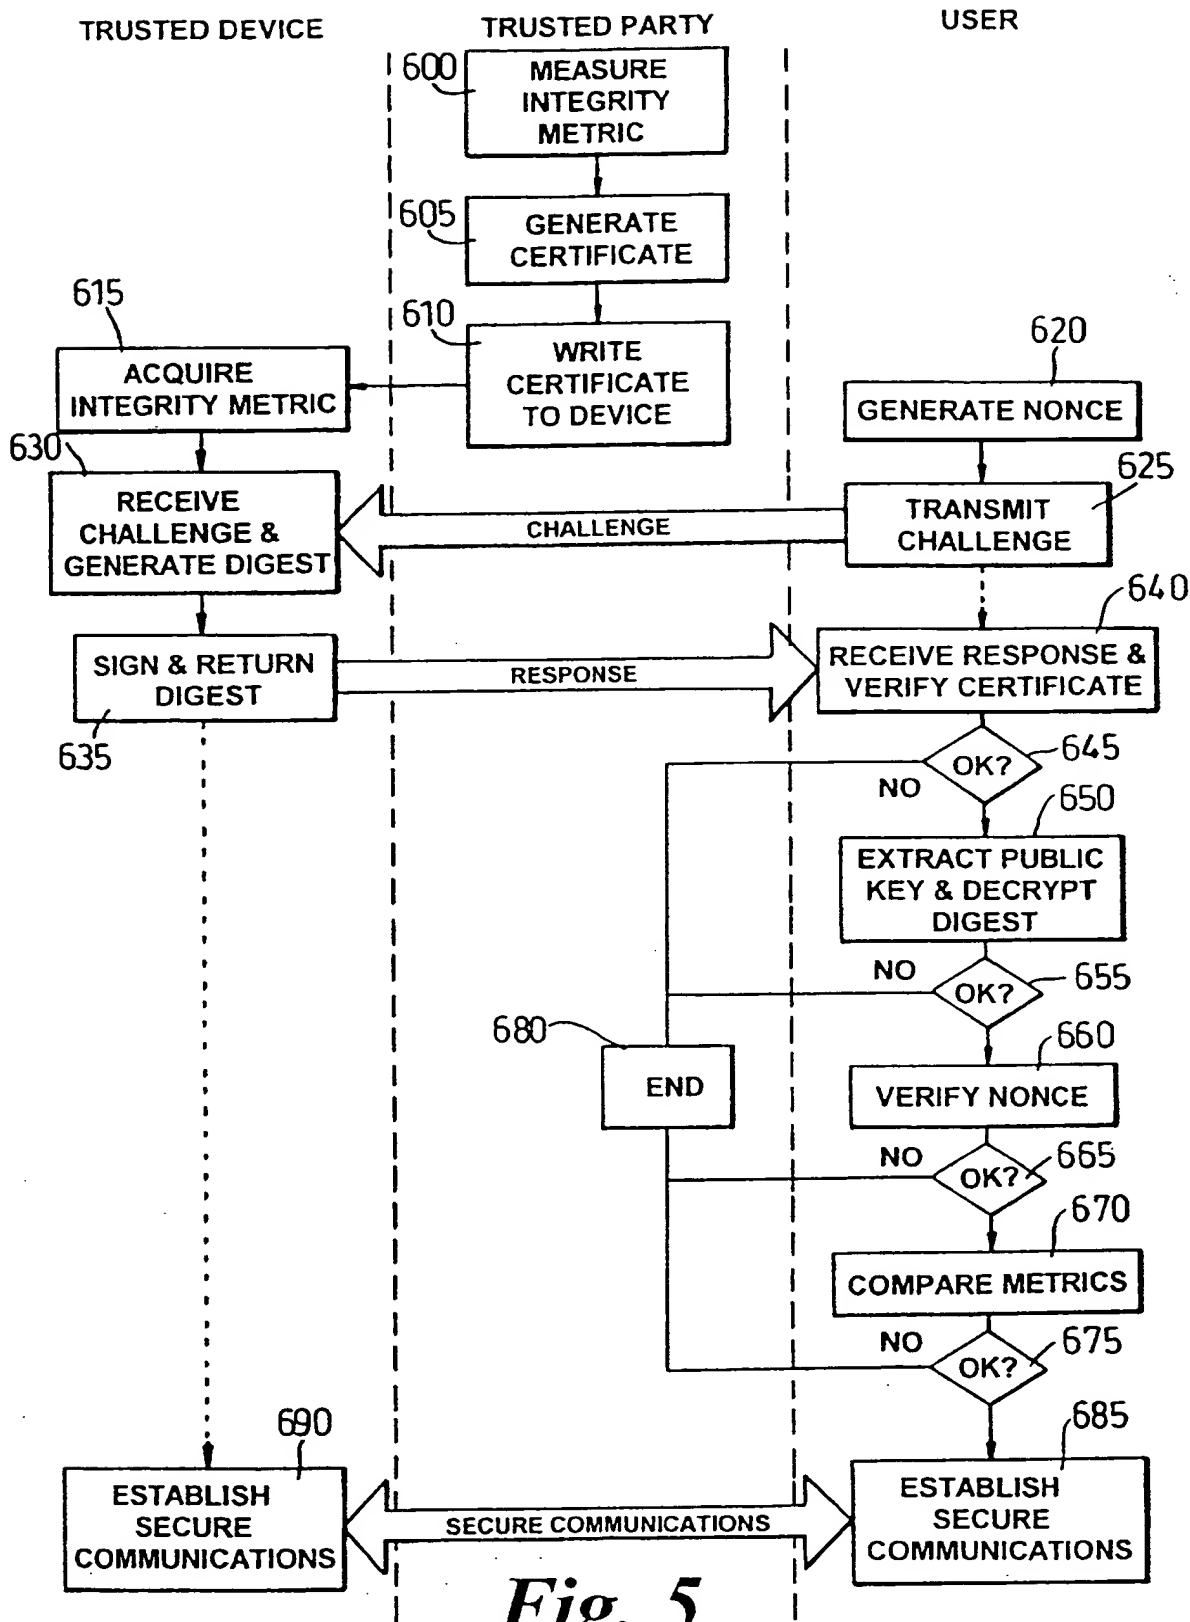 TRUSTED DEVICE
TRUSTED PARTY
USER
600
MEASURE
INTEGRITY
METRIC
605
GENERATE
CERTIFICATE
610
WRITE
CERTIFICATE
TO DEVICE
615
ACQUIRE
INTEGRITY METRIC
620
GENERATE NONCE
630
RECEIVE
CHALLENGE &
GENERATE DIGEST
CHALLENGE
625
TRANSMIT
CHALLENGE
SIGN & RETURN
DIGEST
635
RESPONSE
640
RECEIVE RESPONSE &
VERIFY CERTIFICATE
OK?
645
NO
650
EXTRACT PUBLIC
KEY & DECRYPT
DIGEST
NO
OK?
655
680
END
660
VERIFY NONCE
NO
OK?
665
670
COMPARE METRICS
NO
OK?
675
690
ESTABLISH
SECURE
COMMUNICATIONS
SECURE COMMUNICATIONS
685
ESTABLISH
SECURE
COMMUNICATIONS
Fig. 5